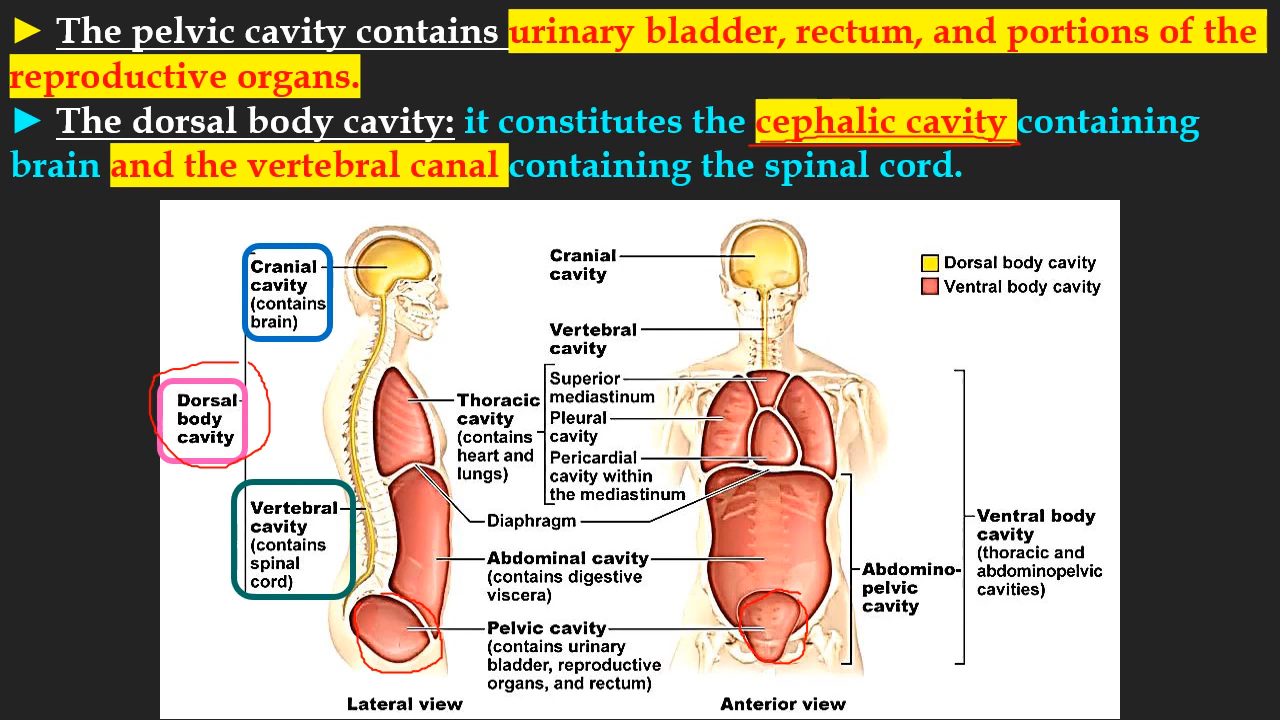 ► The pelvic cavity contains urinary bladder, rectum, and portions of the
reproductive organs.
► The dorsal body cavity: it constitutes the cephalic cavity containing
brain and the vertebral canal containing the spinal cord.
Cranial
cavity
(contains
brain)
Dorsal
body
cavity
Vertebral
cavity
(contains
spinal
cord)
Thoracic
cavity
(contains
heart and
lungs)
Cranial
cavity
Vertebral
cavity
Superior
mediastinum
Pleural
cavity
Pericardial
cavity within
the mediastinum
Diaphragm
Abdominal cavity
(contains digestive
viscera)
Pelvic cavity
(contains urinary
bladder, reproductive
organs, and rectum)
Dorsal body cavity
Ventral body cavity
Abdomino-
pelvic
cavity
Ventral body
cavity
(thoracic and
abdominopelvic
cavities)
Lateral view
Anterior view